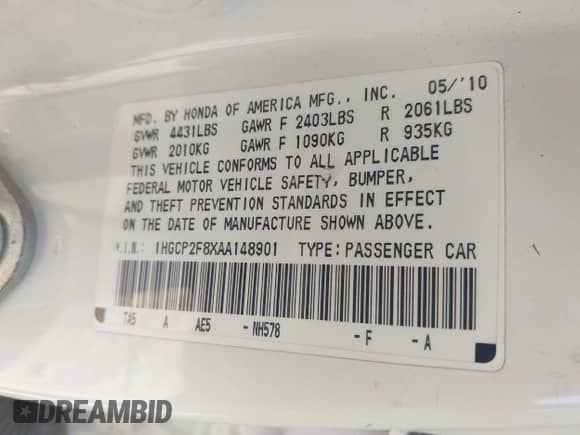 MFD. BY HONDA OF AMERICA MFG., INC. 05/'10
GVWR 4431LBS GAWR F 2403LBS R 2061LBS
GVWR 2010KG GAWR F 1090KG R 935KG
THIS VEHICLE CONFORMS TO ALL APPLICABLE
FEDERAL MOTOR VEHICLE SAFETY, BUMPER,
AND THEFT PREVENTION STANDARDS IN EFFECT
ON THE DATE OF MANUFACTURE SHOWN ABOVE.
V.I.N.: 1HGCP2F8XAA148901 TYPE:PASSENGER CAR
TA5 A AE5 -NH578 -F -A
DREAMBID